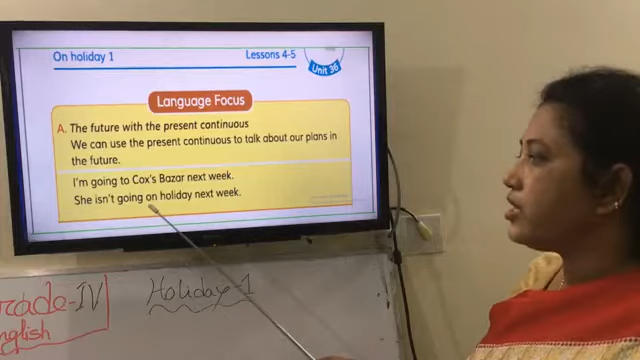 On holiday 1
Lessons 4-5
Unit 36
Language Focus
A. The future with the present continuous
We can use the present continuous to talk about our plans in
the future.
I'm going to Cox's Bazar next week.
She isn't going on holiday next week.
rade-IV
nglish
Holiday-1